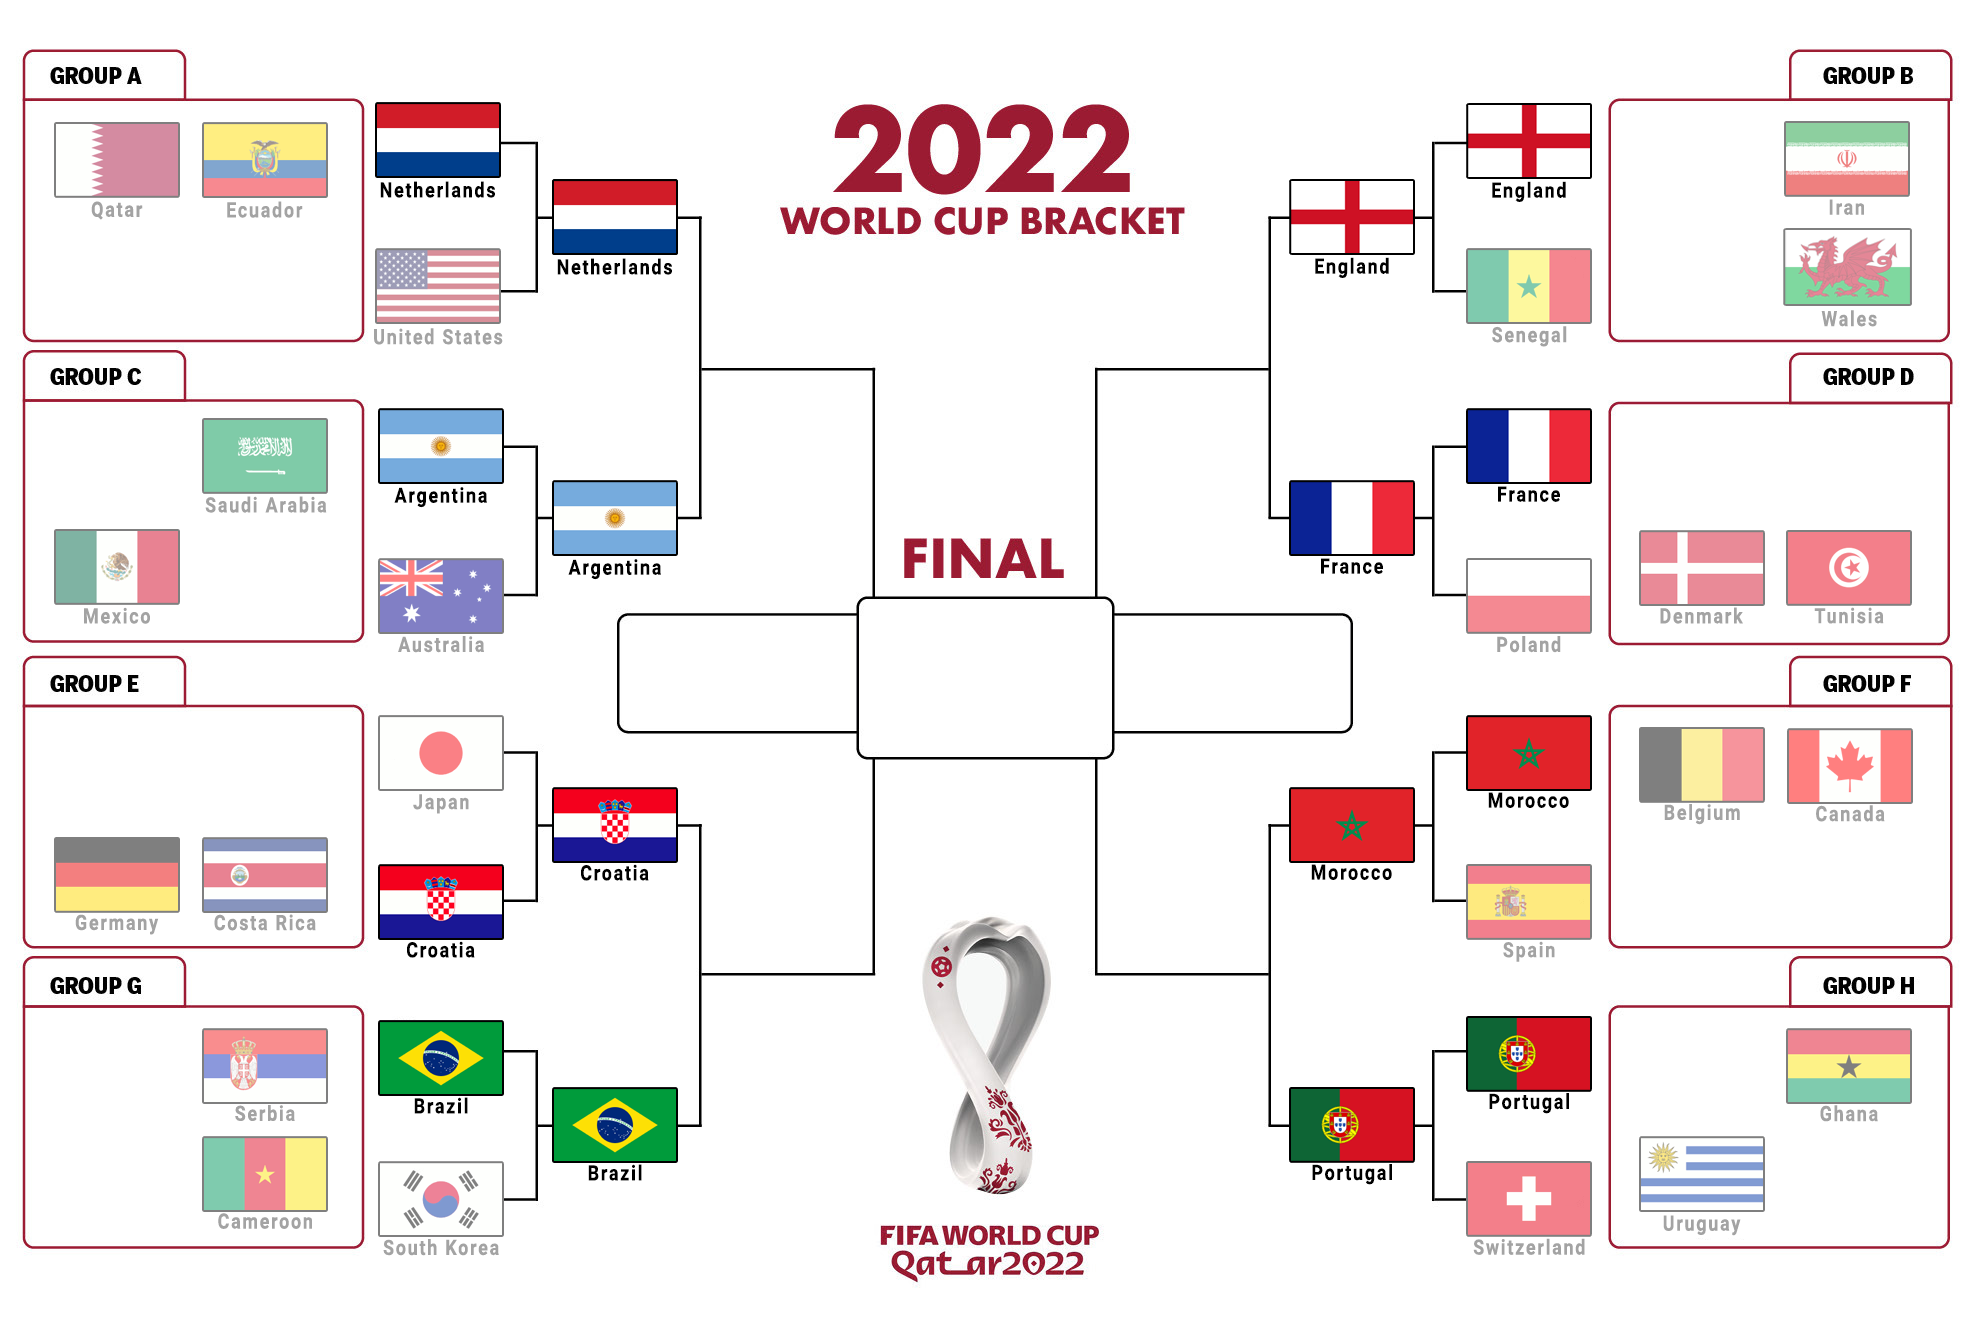 2022
WORLD CUP BRACKET
GROUP A
Qatar
Ecuador
Netherlands
United States
Netherlands
GROUP C
Saudi Arabia
Mexico
Argentina
Australia
Argentina
GROUP E
Germany
Costa Rica
Japan
Croatia
Croatia
GROUP G
Serbia
Cameroon
Brazil
South Korea
Brazil
FINAL
GROUP B
England
England
Senegal
Iran
Wales
GROUP D
France
France
Poland
Denmark
Tunisia
GROUP F
Morocco
Morocco
Spain
Belgium
Canada
GROUP H
Portugal
Portugal
Switzerland
Ghana
Uruguay
FIFA WORLD CUP
Qatar2022